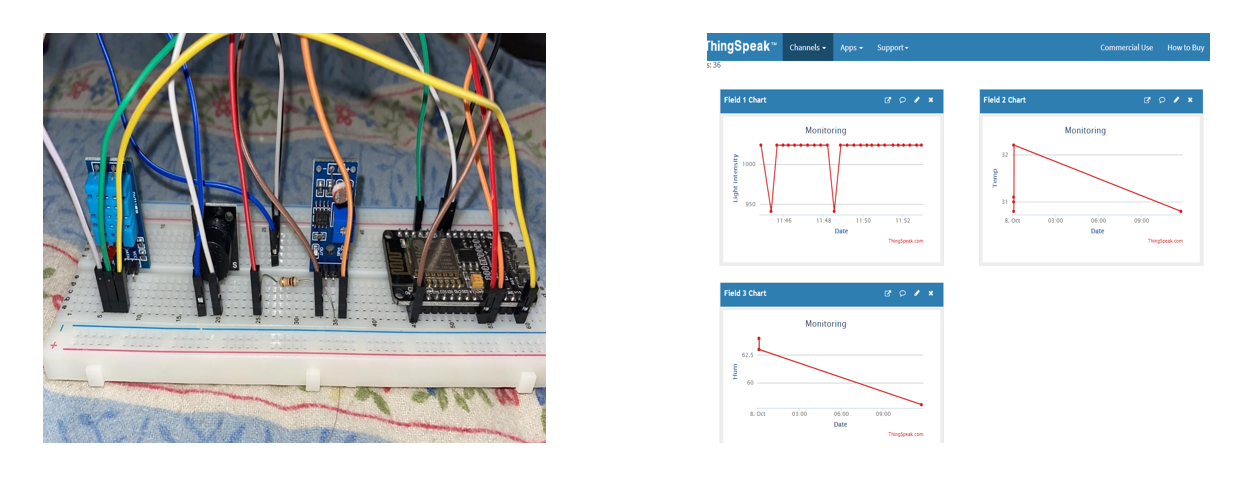 ThingSpeak™ Channels Apps Support Commercial Use How to Buy
s: 36
Field 1 Chart
Monitoring
Light intensity
1000
950
11:46 11:48 11:50 11:52
Date
ThingSpeak.com
Field 2 Chart
Monitoring
Temp
32
31
8. Oct 03:00 06:00 09:00
Date
ThingSpeak.com
Field 3 Chart
Monitoring
Hum
62.5
60
8. Oct 03:00 06:00 09:00
Date
ThingSpeak.com